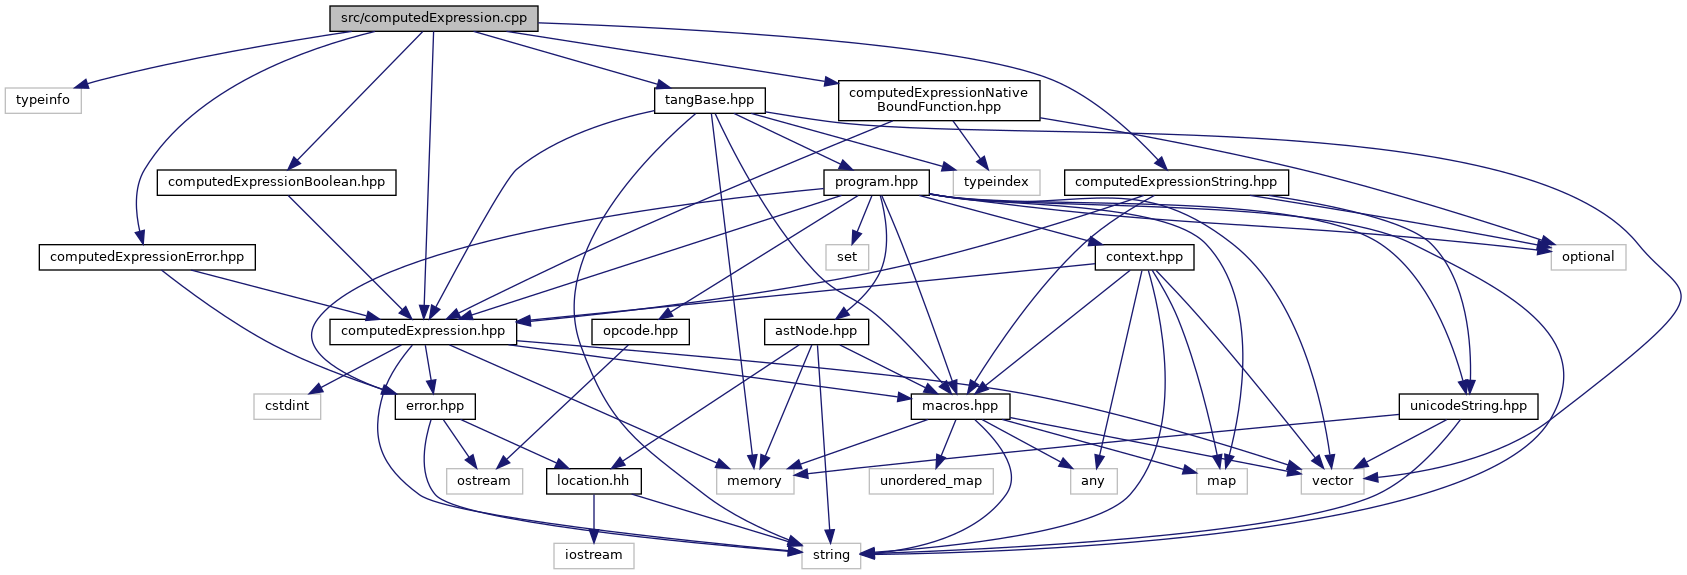 src/computedExpression.cpp
typeinfo
tangBase.hpp
computedExpressionNative
BoundFunction.hpp
computedExpressionBoolean.hpp
program.hpp
typeindex
computedExpressionString.hpp
computedExpressionError.hpp
set
context.hpp
optional
computedExpression.hpp
opcode.hpp
astNode.hpp
cstdint
error.hpp
macros.hpp
unicodeString.hpp
ostream
location.hh
memory
unordered_map
any
map
vector
iostream
string